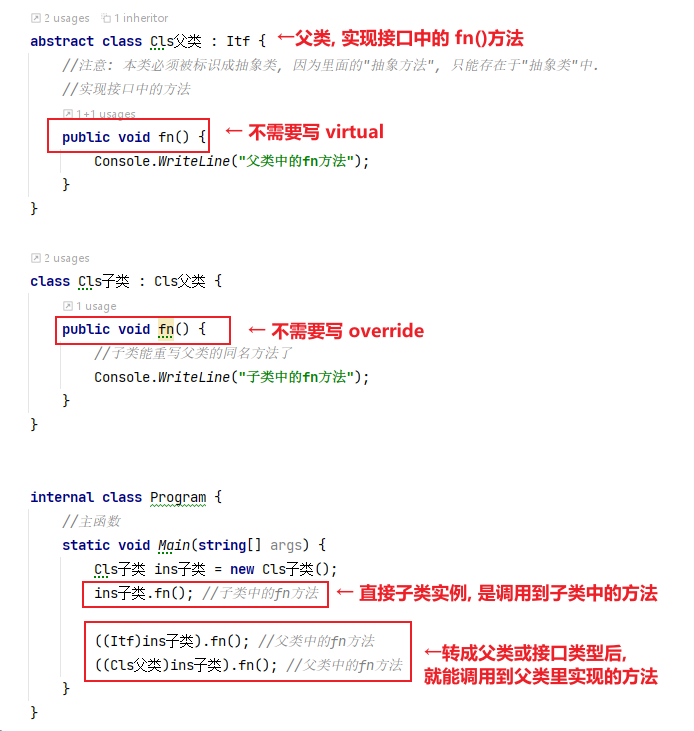 2 usages 1 inheritor
abstract class Cls父类 : Itf { ←父类, 实现接口中的 fn()方法
//注意: 本类必须被标识成抽象类, 因为里面的"抽象方法", 只能存在于"抽象类"中.
//实现接口中的方法
1+1 usages
public void fn() { ← 不需要写 virtual
Console.WriteLine("父类中的fn方法");
}
}
2 usages
class Cls子类 : Cls父类 {
1 usage
public void fn() { ← 不需要写 override
//子类能重写父类的同名方法了
Console.WriteLine("子类中的fn方法");
}
}
internal class Program {
//主函数
static void Main(string[] args) {
Cls子类 ins子类 = new Cls子类();
ins子类.fn(); //子类中的fn方法 ← 直接子类实例, 是调用到子类中的方法
((Itf)ins子类).fn(); //父类中的fn方法 ←转成父类或接口类型后,
((Cls父类)ins子类).fn(); //父类中的fn方法 就能调用到父类里实现的方法
}
}